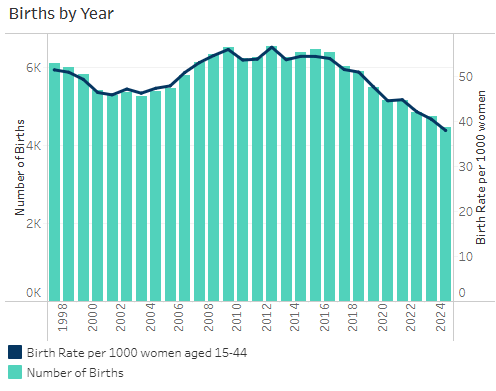 Births by Year
6K
4K
2K
0K
Number of Births
50
40
30
20
10
0
Birth Rate per 1000 women
1998
2000
2002
2004
2006
2008
2010
2012
2014
2016
2018
2020
2022
2024
Birth Rate per 1000 women aged 15-44
Number of Births